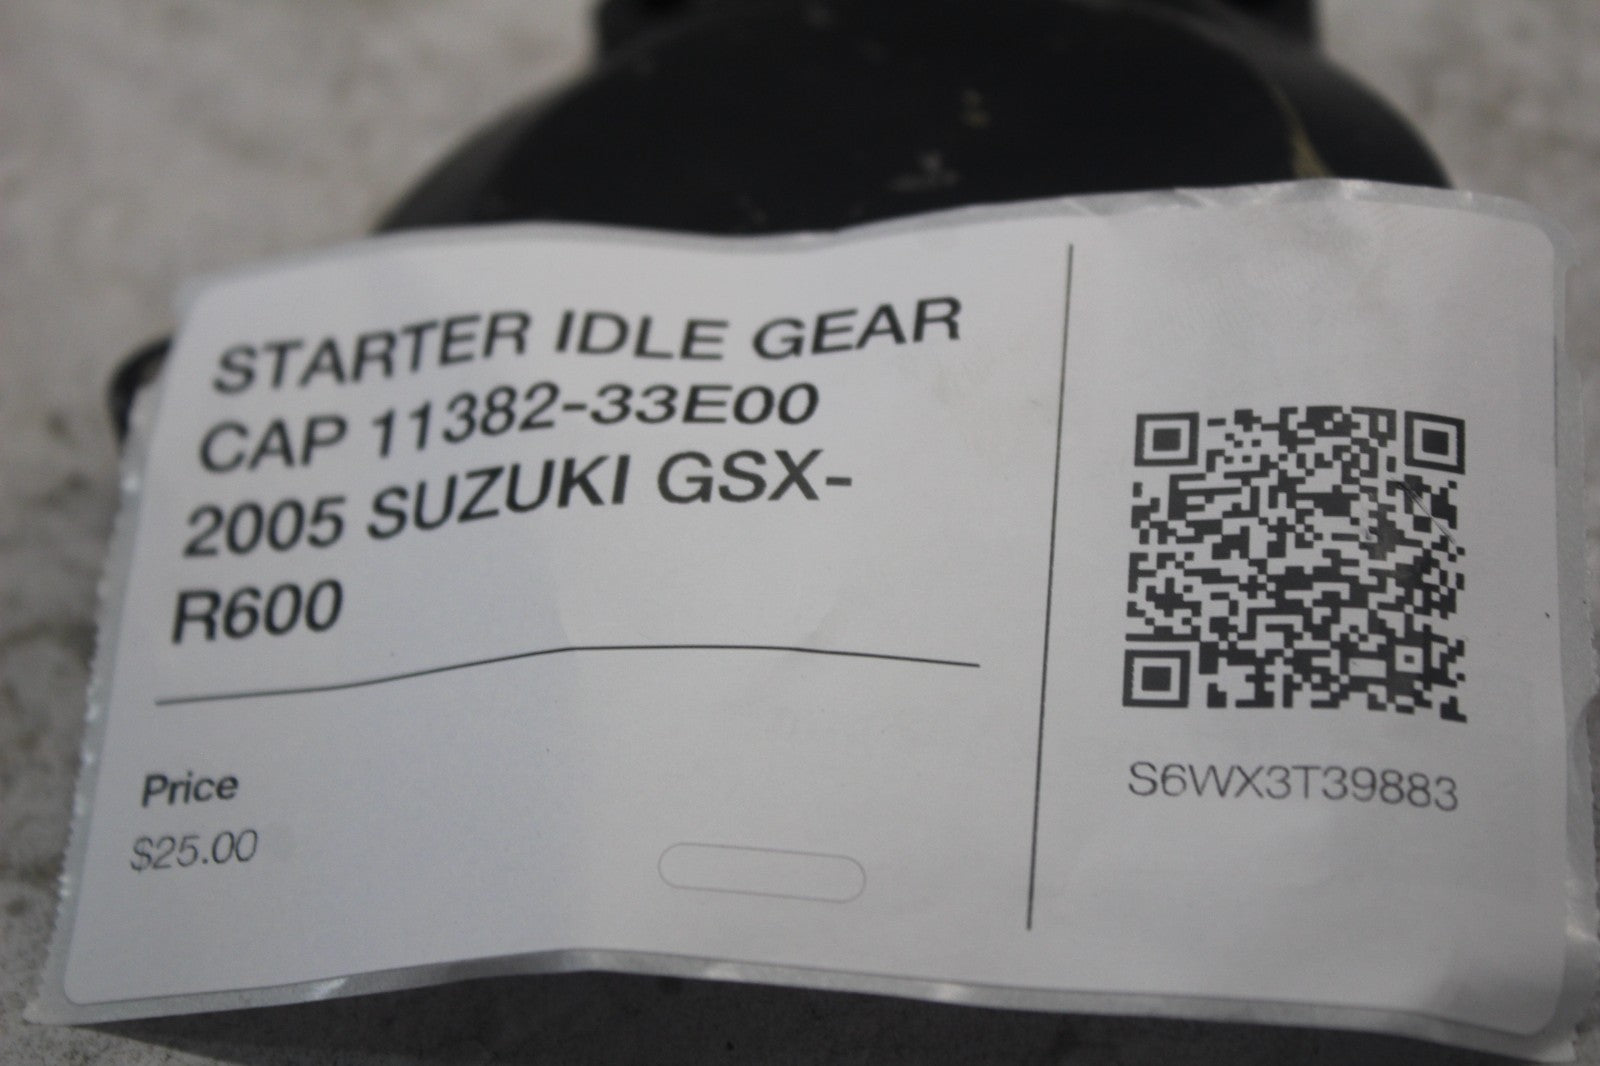 STARTER IDLE GEAR
CAP 11382-33E00
2005 SUZUKI GSX-
R600
Price
$25.00
S6WX3T39883